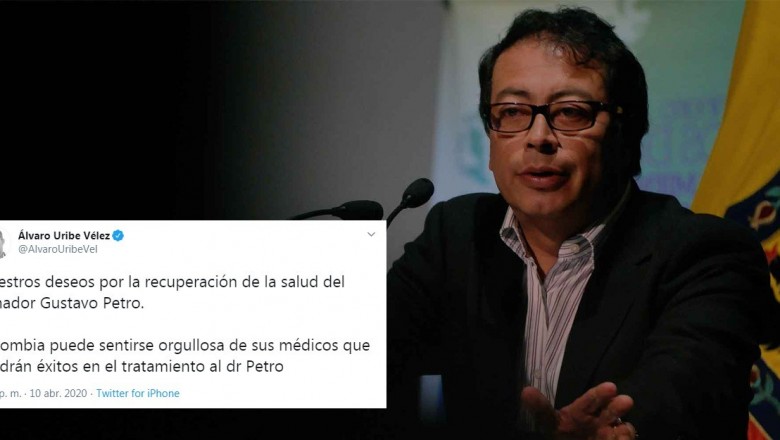 Álvaro Uribe Vélez
@AlvaroUribeVel
estros deseos por la recuperación de la salud del
nador Gustavo Petro.
ombia puede sentirse orgullosa de sus médicos que
drán éxitos en el tratamiento al dr Petro
p. m. · 10 abr. 2020 · Twitter for iPhone